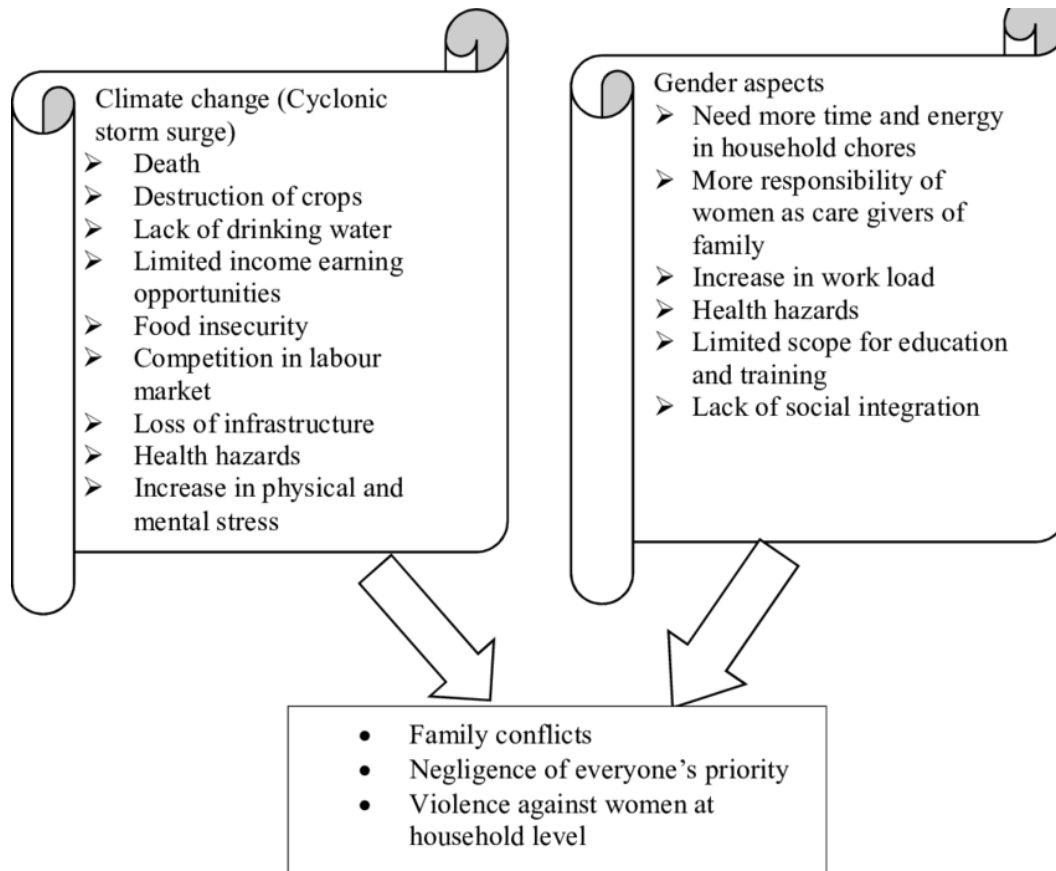 Climate change (Cyclonic
storm surge)
➢ Death
➢ Destruction of crops
➢ Lack of drinking water
➢ Limited income earning
opportunities
➢ Food insecurity
➢ Competition in labour
market
➢ Loss of infrastructure
➢ Health hazards
➢ Increase in physical and
mental stress
Gender aspects
➢ Need more time and energy
in household chores
➢ More responsibility of
women as care givers of
family
➢ Increase in work load
➢ Health hazards
➢ Limited scope for education
and training
➢ Lack of social integration
• Family conflicts
• Negligence of everyone’s priority
• Violence against women at
household level